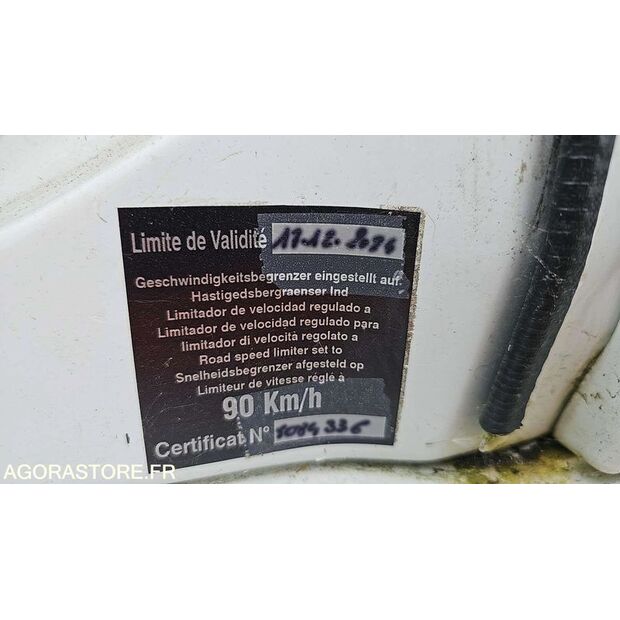 Limite de Validité
Geschwindigkeitsbegrenzer eingestellt auf:
Hastigedsbergraenser Ind
Limitador de velocidad regulado a
Limitador de velocidad regulado para
limitador di velocità regolato a
Road speed limiter set to
Snelheidsbegrenzer afgesteld op
Limiteur de vitesse réglé à
90 Km/h
Certificat N°
AGORASTORE.FR